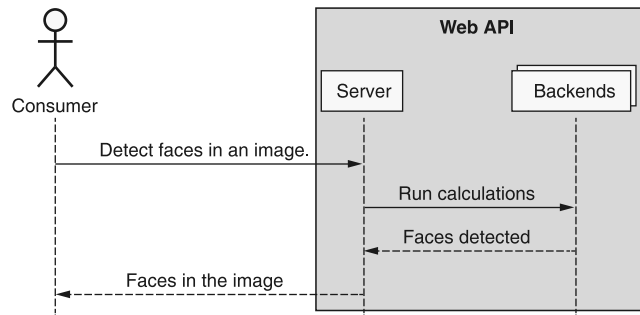 Web API
Consumer
Server
Backends
Detect faces in an image.
Run calculations
Faces detected
Faces in the image